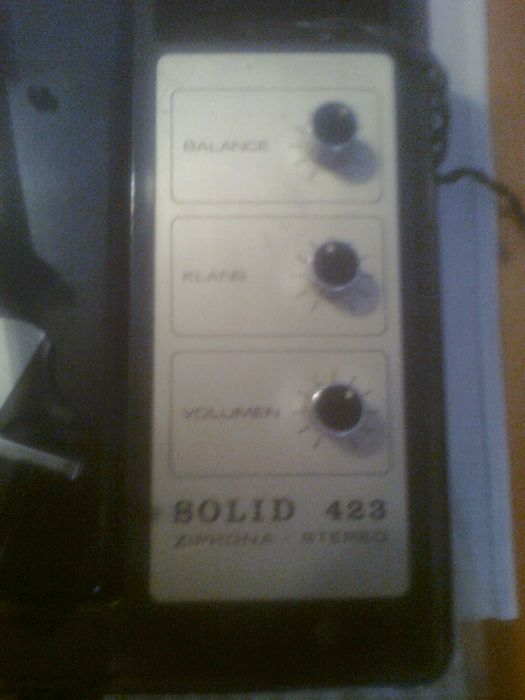 BALANCE
KLANG
VOLUMEN
SOLID 423
ZIPHONA - STEREO